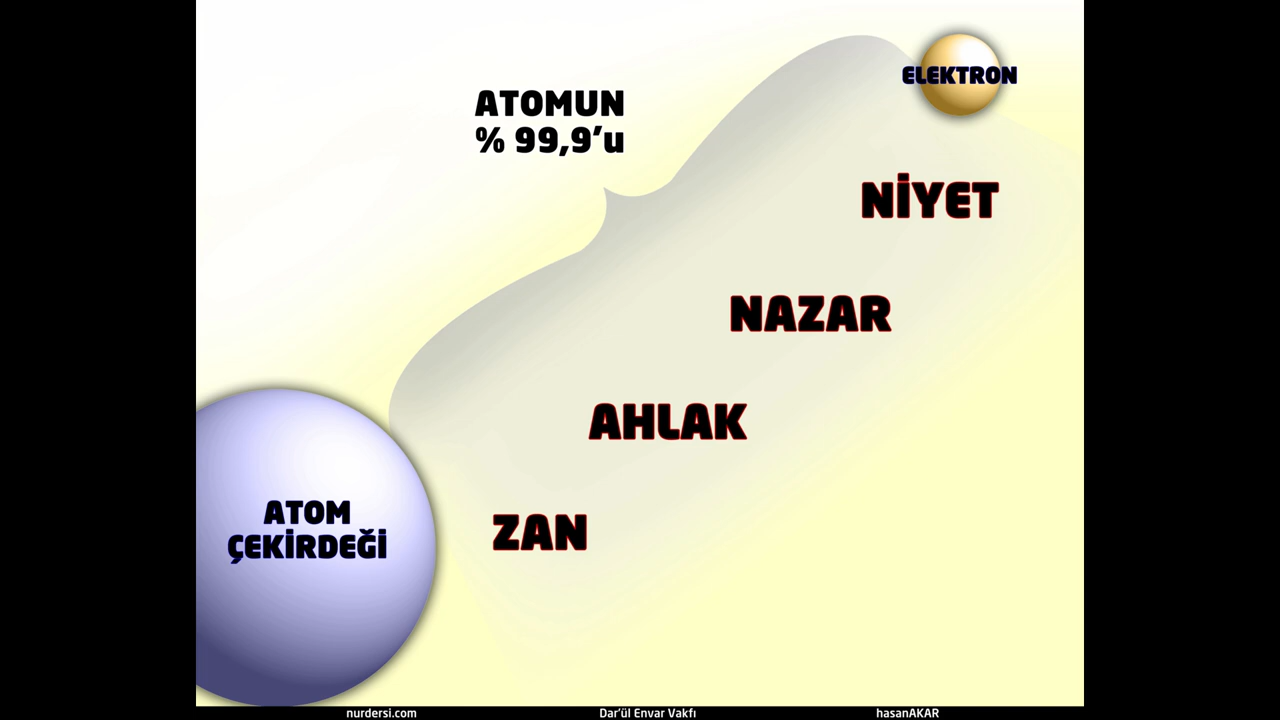 ELEKTRON
ATOMUN
% 99,9'u
NİYET
NAZAR
AHLAK
ATOM
ÇEKİRDEĞİ
ZAN
nurdersi.com
Dar'ül Envar Vakfı
hasanAKAR